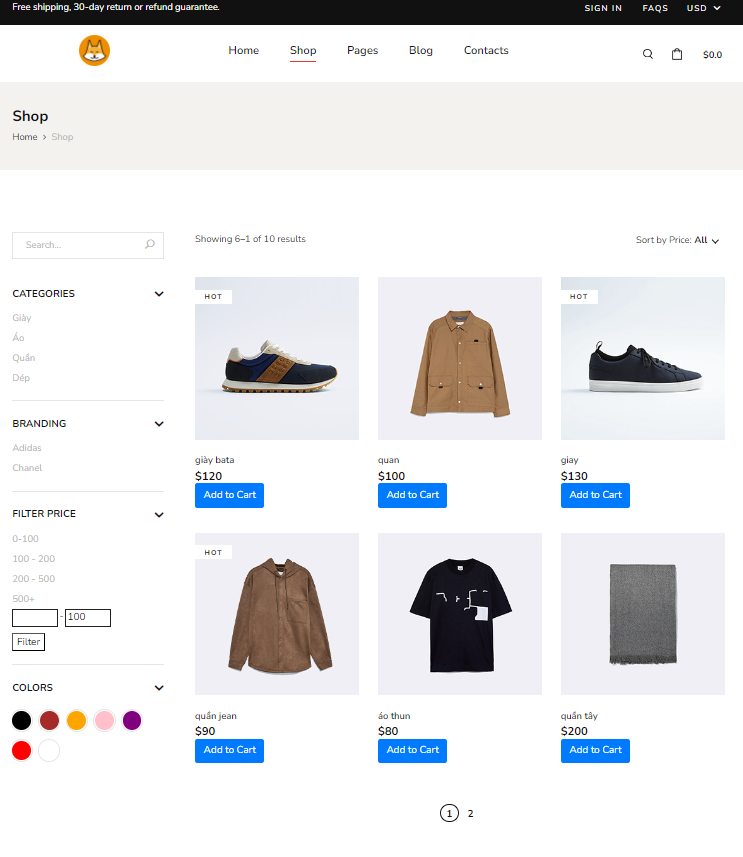 Free shipping, 30-day return or refund guarantee.
SIGN IN FAQS USD
Home Shop Pages Blog Contacts
$0.0
Shop
Home > Shop
Search...
Showing 6–1 of 10 results
Sort by Price: All
CATEGORIES
Giày
Áo
Quần
Dép
BRANDING
Adidas
Chanel
FILTER PRICE
0-100
100 - 200
200 - 500
500+
- 100
Filter
COLORS
HOT
giày bata
$120
Add to Cart
quan
$100
Add to Cart
HOT
giay
$130
Add to Cart
HOT
quần jean
$90
Add to Cart
áo thun
$80
Add to Cart
quần tây
$200
Add to Cart
1 2